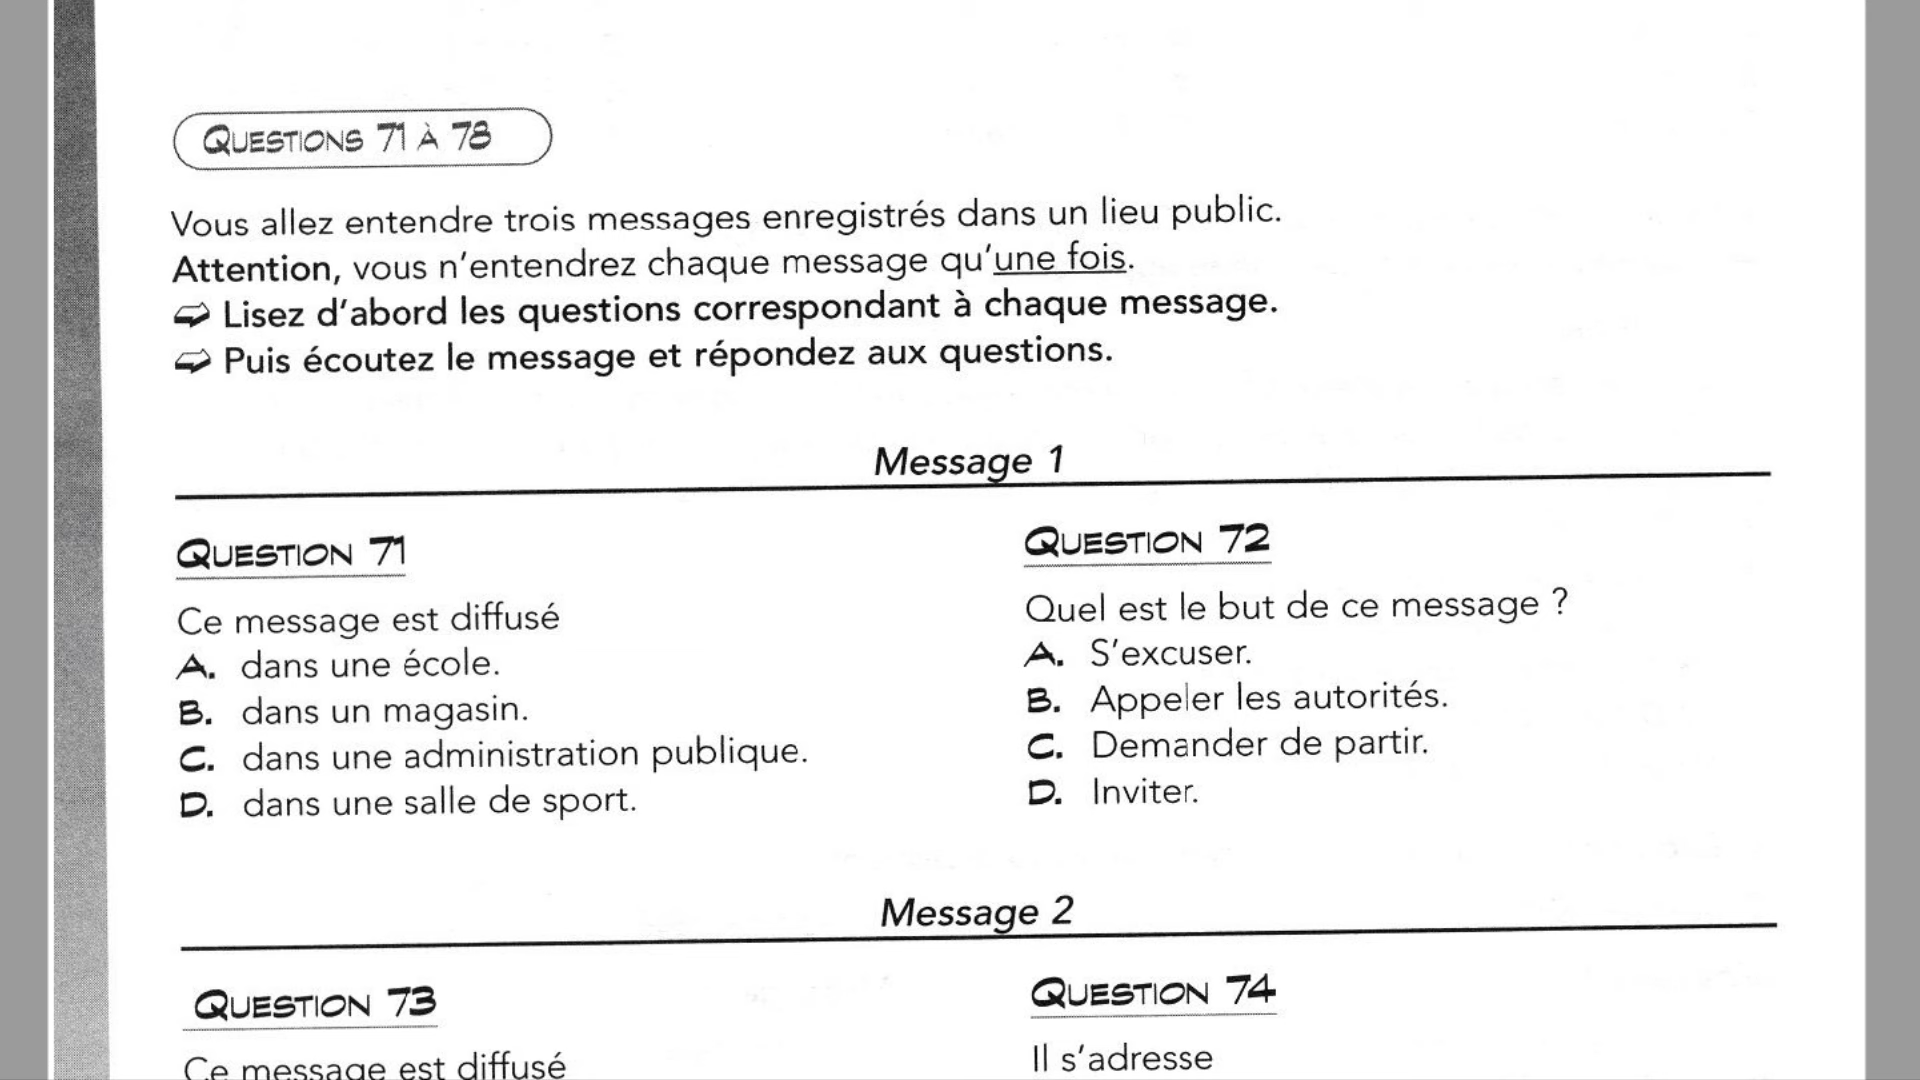 QUESTIONS 71 À 78
Vous allez entendre trois messages enregistrés dans un lieu public.
Attention, vous n'entendrez chaque message qu'une fois.
➩ Lisez d'abord les questions correspondant à chaque message.
➩ Puis écoutez le message et répondez aux questions.
Message 1
QUESTION 71
Ce message est diffusé
A. dans une école.
B. dans un magasin.
C. dans une administration publique.
D. dans une salle de sport.
QUESTION 72
Quel est le but de ce message ?
A. S'excuser.
B. Appeler les autorités.
C. Demander de partir.
D. Inviter.
Message 2
QUESTION 73
Ce message est diffusé
QUESTION 74
Il s'adresse